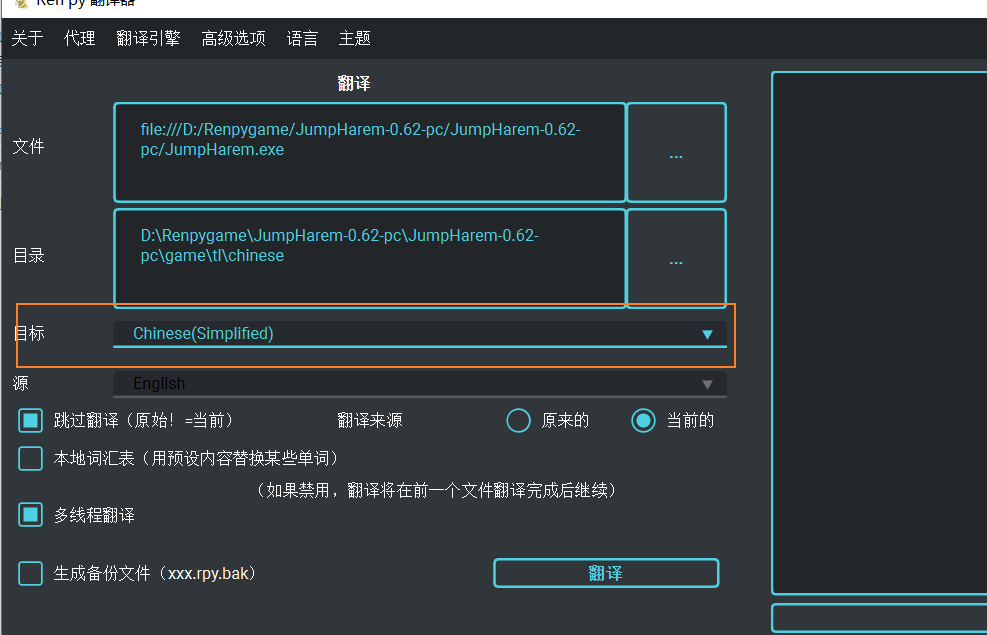 Ren'py 翻译器
关于 代理 翻译引擎 高级选项 语言 主题
翻译
文件
file:///D:/Renpygame/JumpHarem-0.62-pc/JumpHarem-0.62-
pc/JumpHarem.exe
...
目录
D:\Renpygame\JumpHarem-0.62-pc\JumpHarem-0.62-
pc\game\tl\chinese
...
目标 Chinese(Simplified)
源 English
跳过翻译（原始！=当前） 翻译来源 原来的 当前的
本地词汇表（用预设内容替换某些单词）
（如果禁用，翻译将在前一个文件翻译完成后继续）
多线程翻译
生成备份文件（xxx.rpy.bak） 翻译